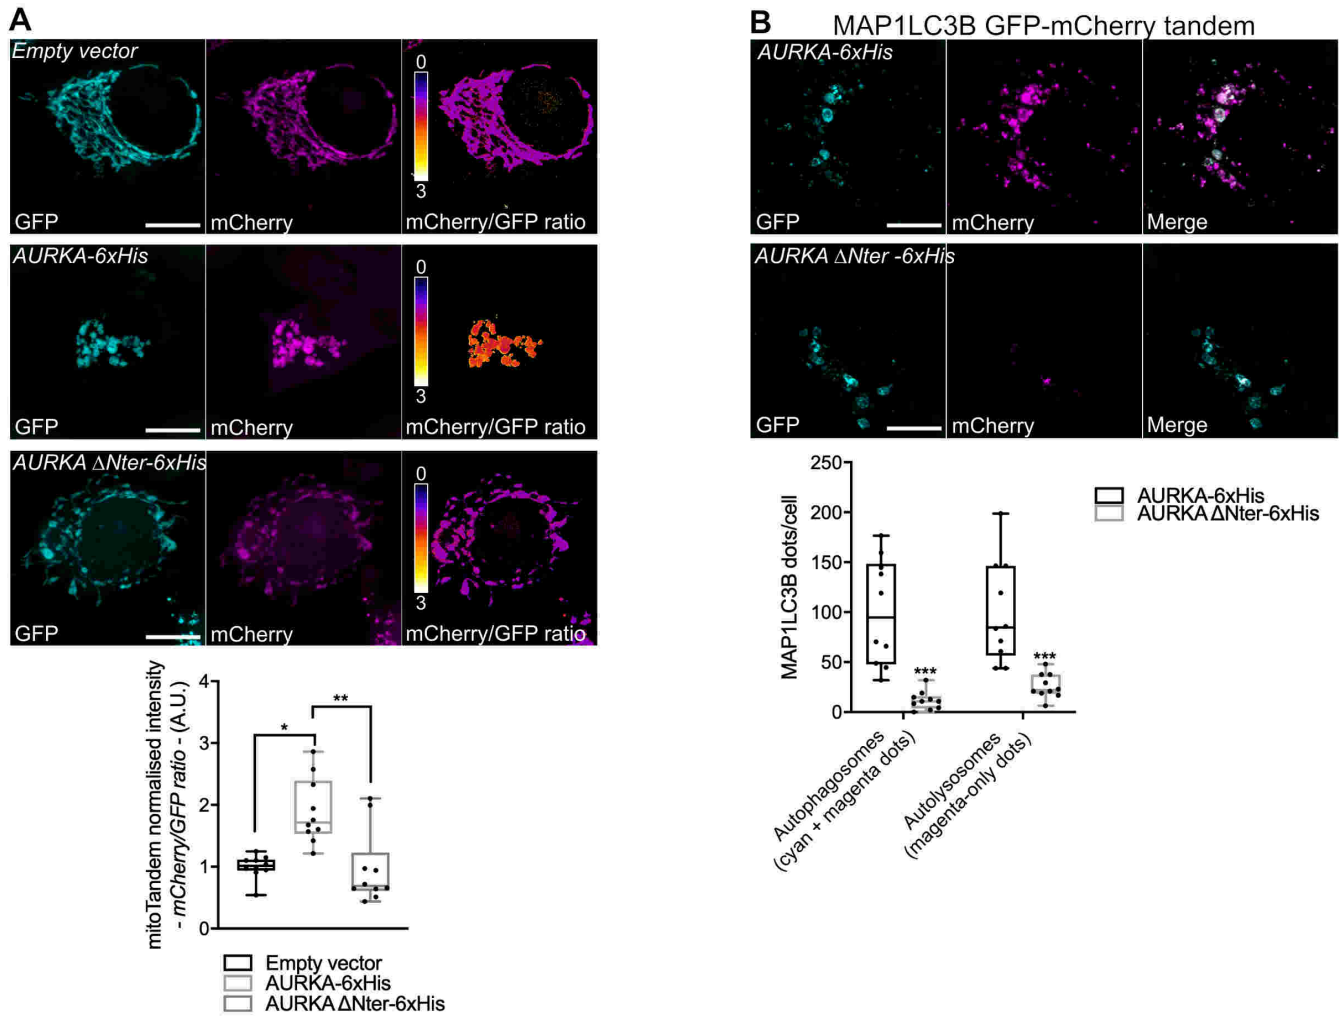 A
Empty vector
0
3
GFP
mCherry
mCherry/GFP ratio
AURKA-6xHis
0
3
GFP
mCherry
mCherry/GFP ratio
AURKA ΔNter-6xHis
0
3
GFP
mCherry
mCherry/GFP ratio
mitoTandem normalised intensity
- mCherry/GFP ratio - (A.U.)
4
3
2
1
0
*
**
Empty vector
AURKA-6xHis
AURKA ΔNter-6xHis
B
MAP1LC3B GFP-mCherry tandem
AURKA-6xHis
GFP
mCherry
Merge
AURKA ΔNter -6xHis
GFP
mCherry
Merge
MAP1LC3B dots/cell
250
200
150
100
50
0
***
***
Autophagosomes
(cyan + magenta dots)
Autolysosomes
(magenta-only dots)
AURKA-6xHis
AURKA ΔNter-6xHis